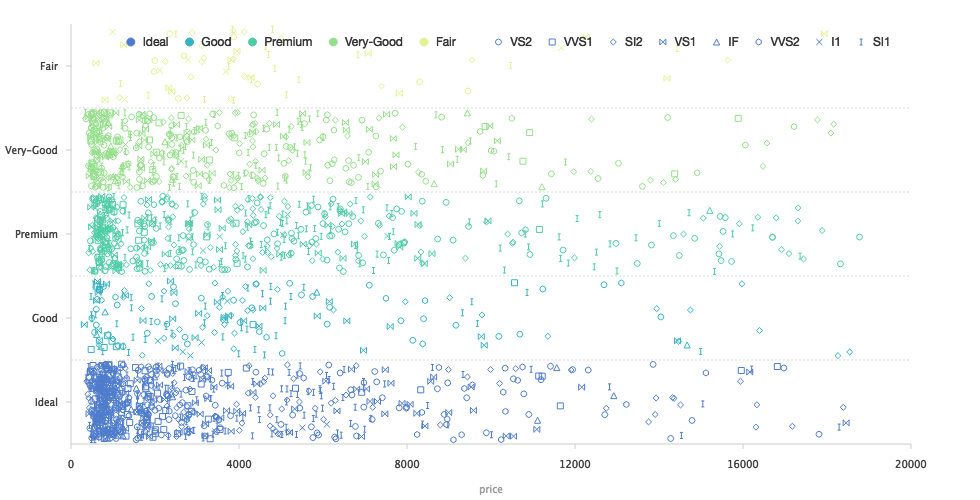 Ideal Good Premium Very-Good Fair VS2 VVS1 SI2 VS1 IF VVS2 I1 SI1
Fair
Very-Good
Premium
Good
Ideal
0 4000 8000 12000 16000 20000
price